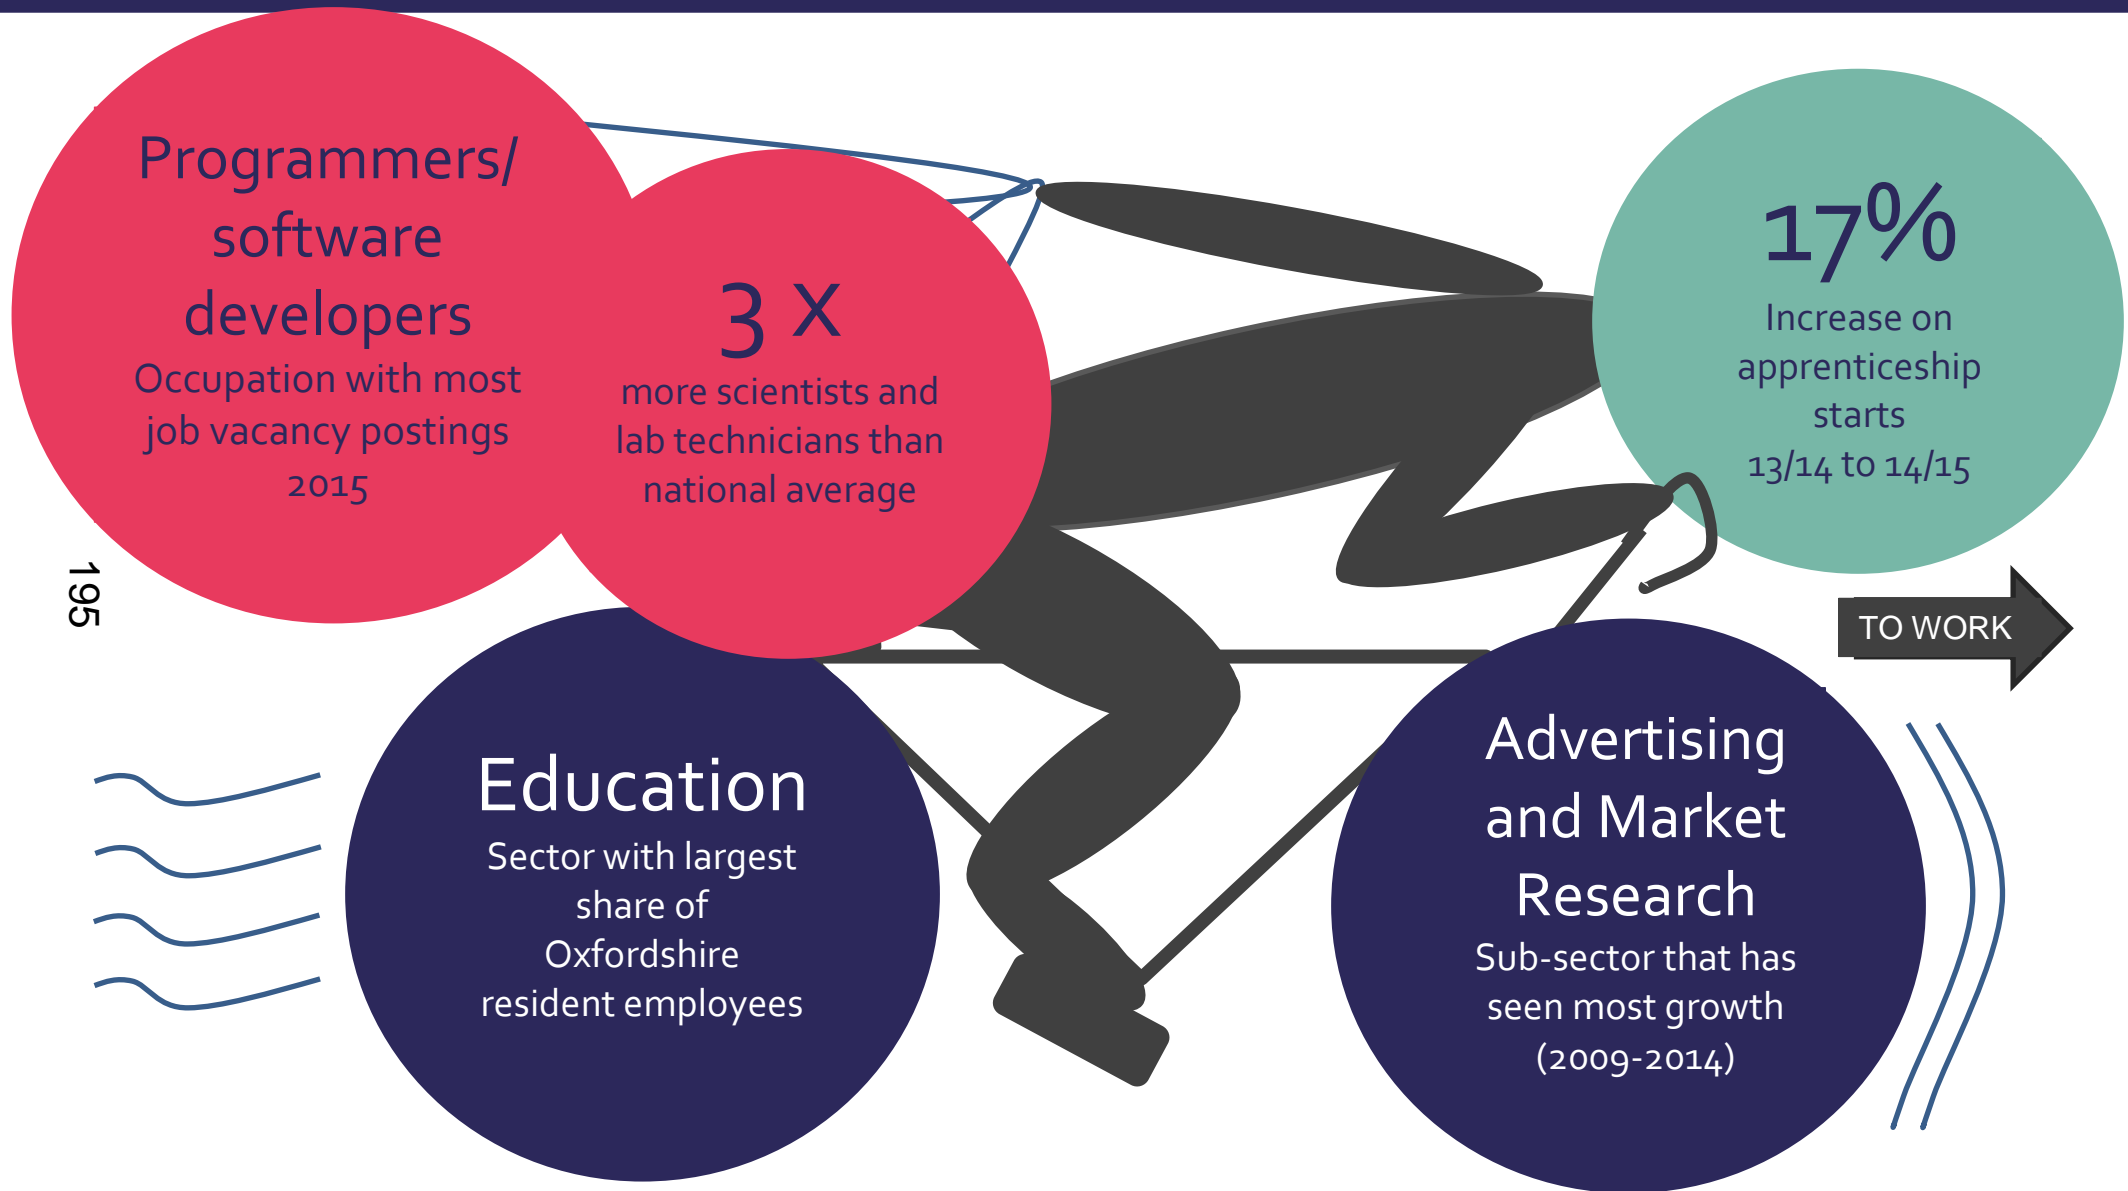 Programmers/
software
developers
Occupation with most
job vacancy postings
2015
3 x
more scientists and
lab technicians than
national average
17%
Increase on
apprenticeship
starts
13/14 to 14/15
195
TO WORK
Education
Sector with largest
share of
Oxfordshire
resident employees
Advertising
and Market
Research
Sub-sector that has
seen most growth
(2009-2014)